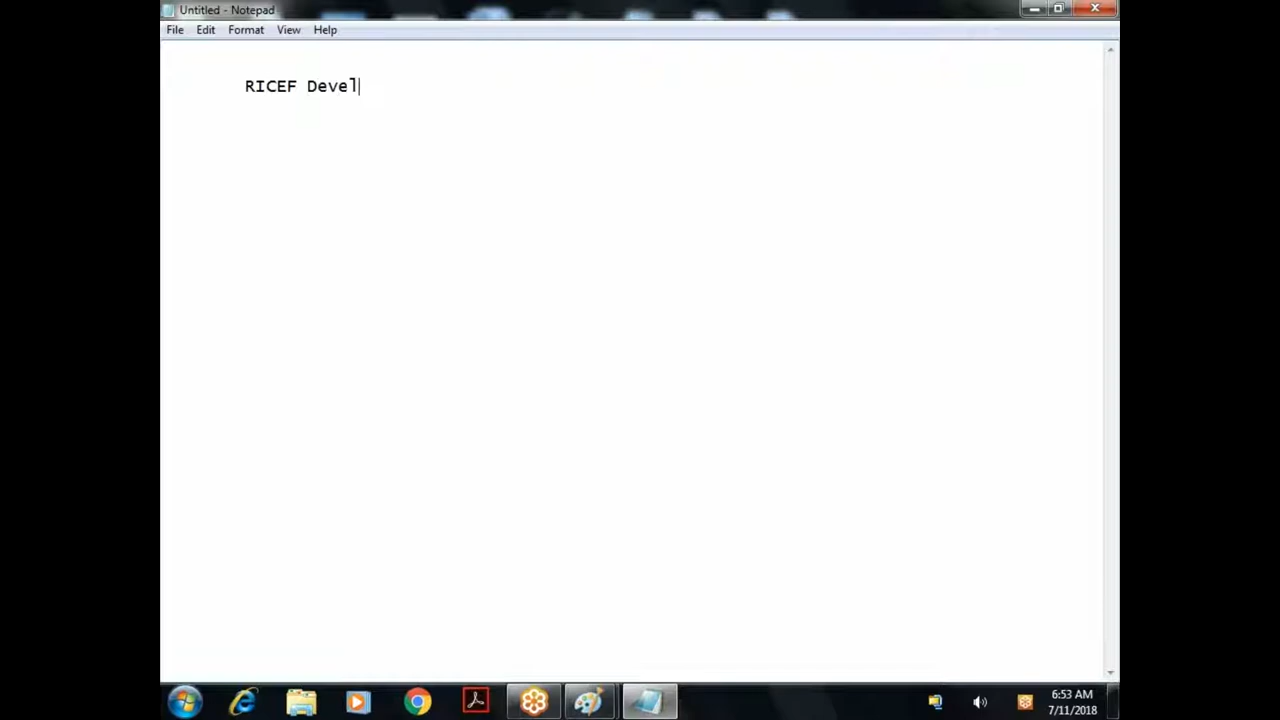 Untitled - Notepad
File Edit Format View Help
RICEF Devel
6:53 AM
7/11/2018